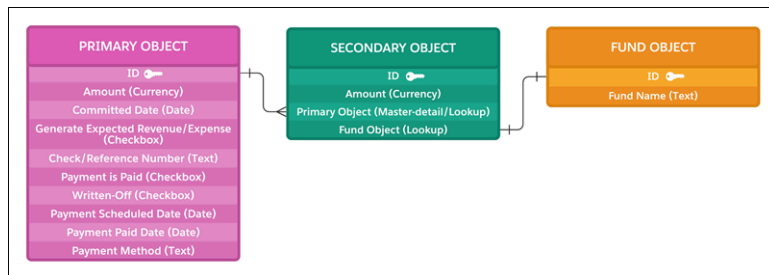 PRIMARY OBJECT
ID
Amount (Currency)
Committed Date (Date)
Generate Expected Revenue/Expense
(Checkbox)
Check/Reference Number (Text)
Payment is Paid (Checkbox)
Written-Off (Checkbox)
Payment Scheduled Date (Date)
Payment Paid Date (Date)
Payment Method (Text)
SECONDARY OBJECT
ID
Amount (Currency)
Primary Object (Master-detail/Lookup)
Fund Object (Lookup)
FUND OBJECT
ID
Fund Name (Text)